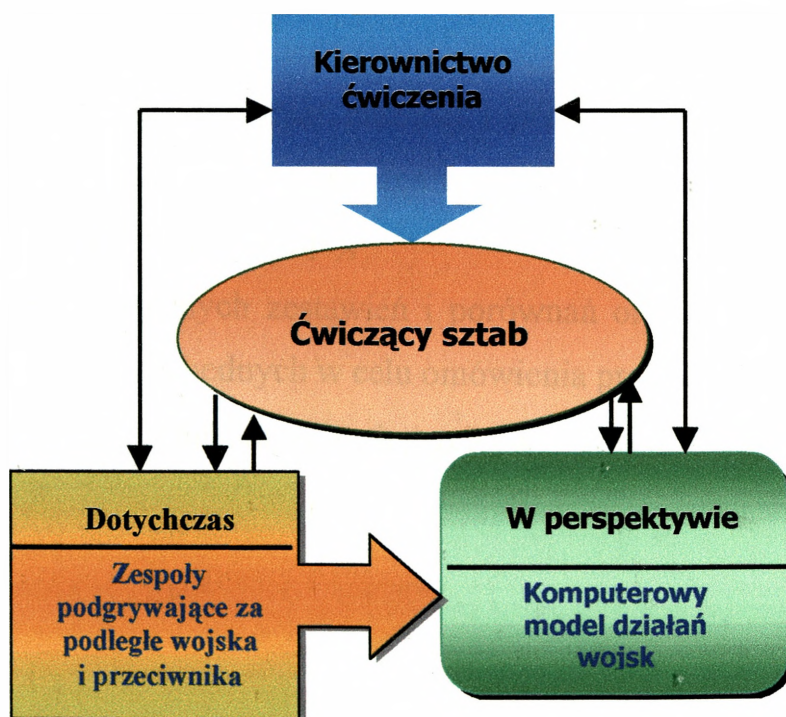 Kierownictwo
ćwiczenia
Ćwiczący sztab
Dotychczas
Zespoły
podgrywające za
podległe wojska
i przeciwnika
W perspektywie
Komputerowy
model działań
wojsk